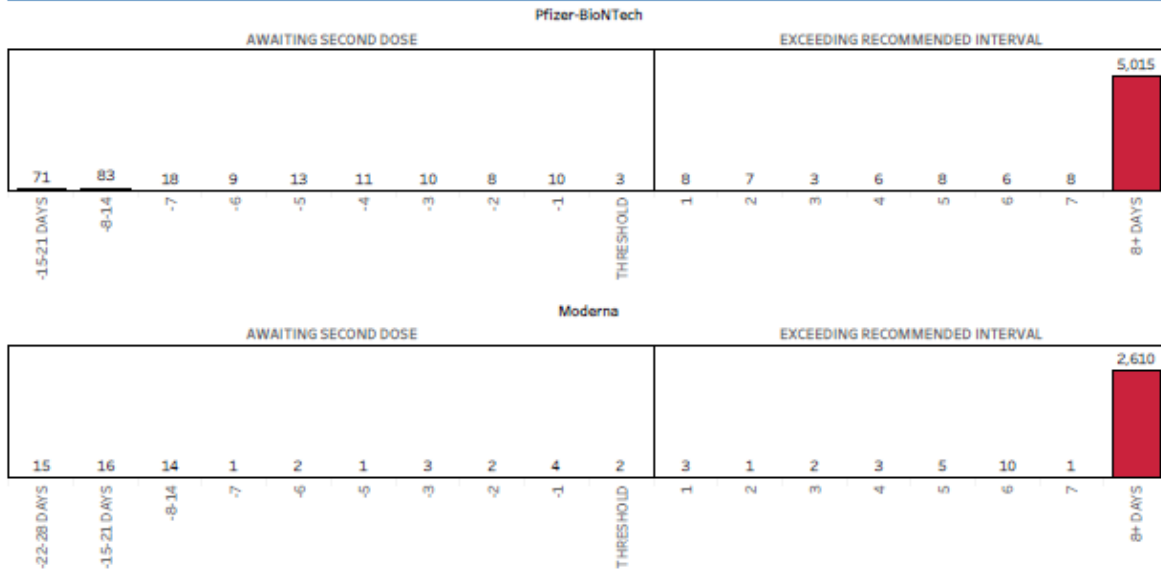 Pfizer-BioNTech
AWAITING SECOND DOSE EXCEEDING RECOMMENDED INTERVAL
5,015
71 83 18 9 13 11 10 8 10 3 8 7 3 6 8 6 8
-15-21 DAYS -8-14 -7 -6 -5 -4 -3 -2 -1 THRESHOLD 1 2 3 4 5 6 7 8+ DAYS
Moderna
AWAITING SECOND DOSE EXCEEDING RECOMMENDED INTERVAL
2,610
15 16 14 1 2 1 3 2 4 2 3 1 2 3 5 10 1
-22-28 DAYS -15-21 DAYS -8-14 -7 -6 -5 -3 -2 -1 THRESHOLD 1 2 3 4 5 6 7 8+ DAYS